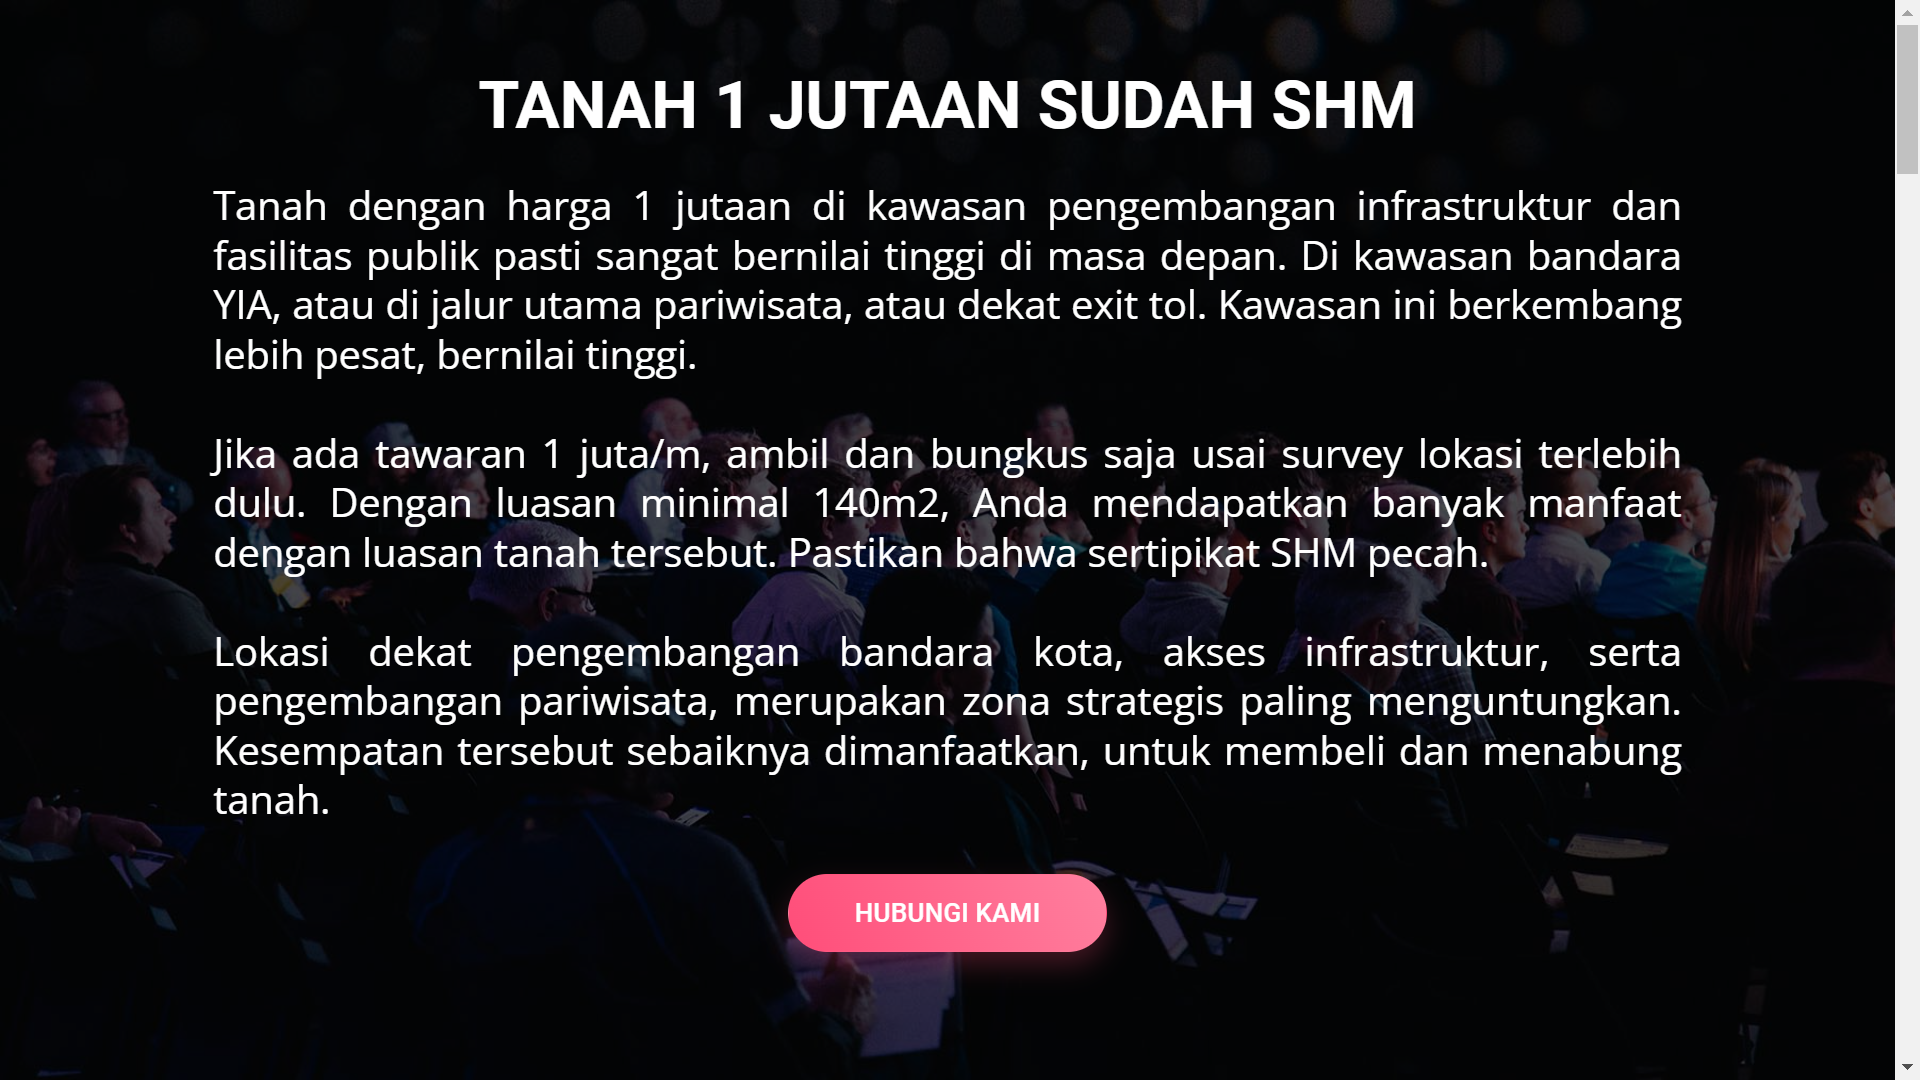 TANAH 1 JUTAAN SUDAH SHM
Tanah dengan harga 1 jutaan di kawasan pengembangan infrastruktur dan
fasilitas publik pasti sangat bernilai tinggi di masa depan. Di kawasan bandara
YIA, atau di jalur utama pariwisata, atau dekat exit tol. Kawasan ini berkembang
lebih pesat, bernilai tinggi.
Jika ada tawaran 1 juta/m, ambil dan bungkus saja usai survey lokasi terlebih
dulu. Dengan luasan minimal 140m2, Anda mendapatkan banyak manfaat
dengan luasan tanah tersebut. Pastikan bahwa sertipikat SHM pecah.
Lokasi dekat pengembangan bandara kota, akses infrastruktur, serta
pengembangan pariwisata, merupakan zona strategis paling menguntungkan.
Kesempatan tersebut sebaiknya dimanfaatkan, untuk membeli dan menabung
tanah.
HUBUNGI KAMI